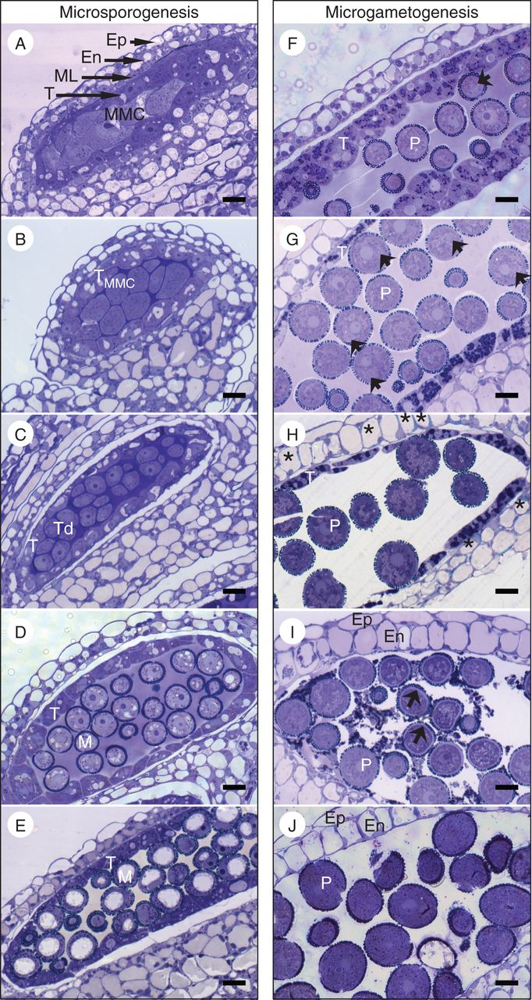 Microsporogenesis
A
Ep
En
ML
T
MMC
B
T
MMC
C
Td
T
D
T
M
E
T
M
Microgametogenesis
F
T
P
G
T
P
H
* * * *
T
P
*
*
I
Ep
En
P
J
Ep
En
P